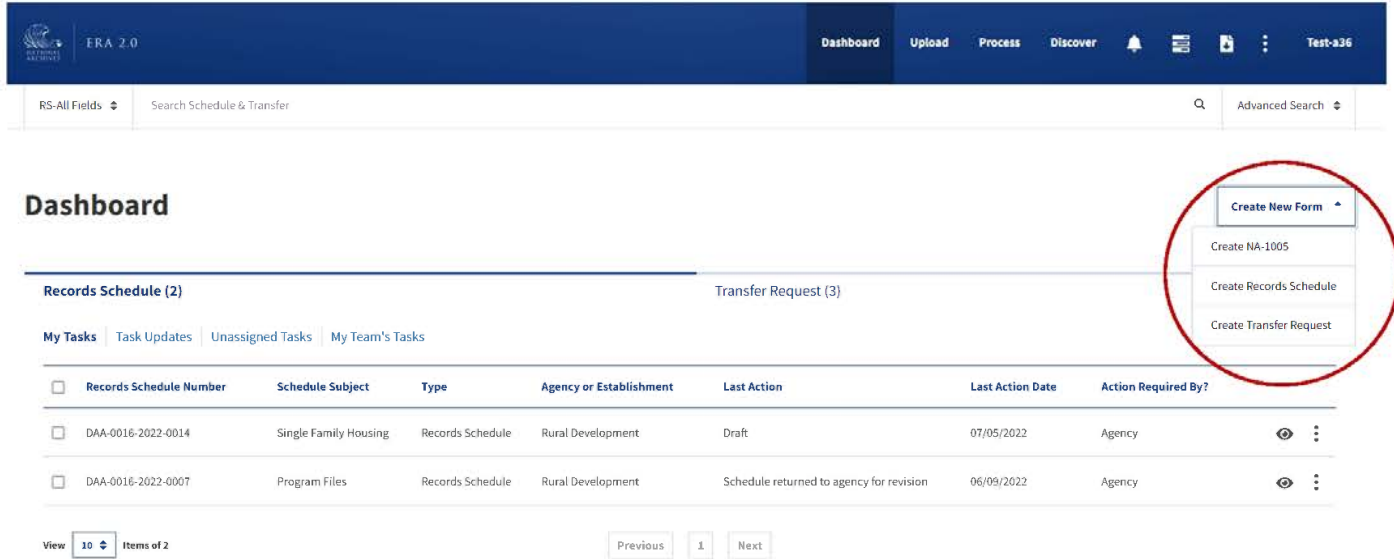 NATIONAL ARCHIVES ERA 2.0 Dashboard Upload Process Discover Test-a36
RS-All Fields Search Schedule & Transfer Advanced Search
Dashboard
Create New Form
Create NA-1005
Create Records Schedule
Create Transfer Request
Records Schedule (2) Transfer Request (3)
My Tasks Task Updates Unassigned Tasks My Team's Tasks
Records Schedule Number Schedule Subject Type Agency or Establishment Last Action Last Action Date Action Required By?
DAA-0016-2022-0014 Single Family Housing Records Schedule Rural Development Draft 07/05/2022 Agency
DAA-0016-2022-0007 Program Files Records Schedule Rural Development Schedule returned to agency for revision 06/09/2022 Agency
View 10 Items of 2 Previous 1 Next